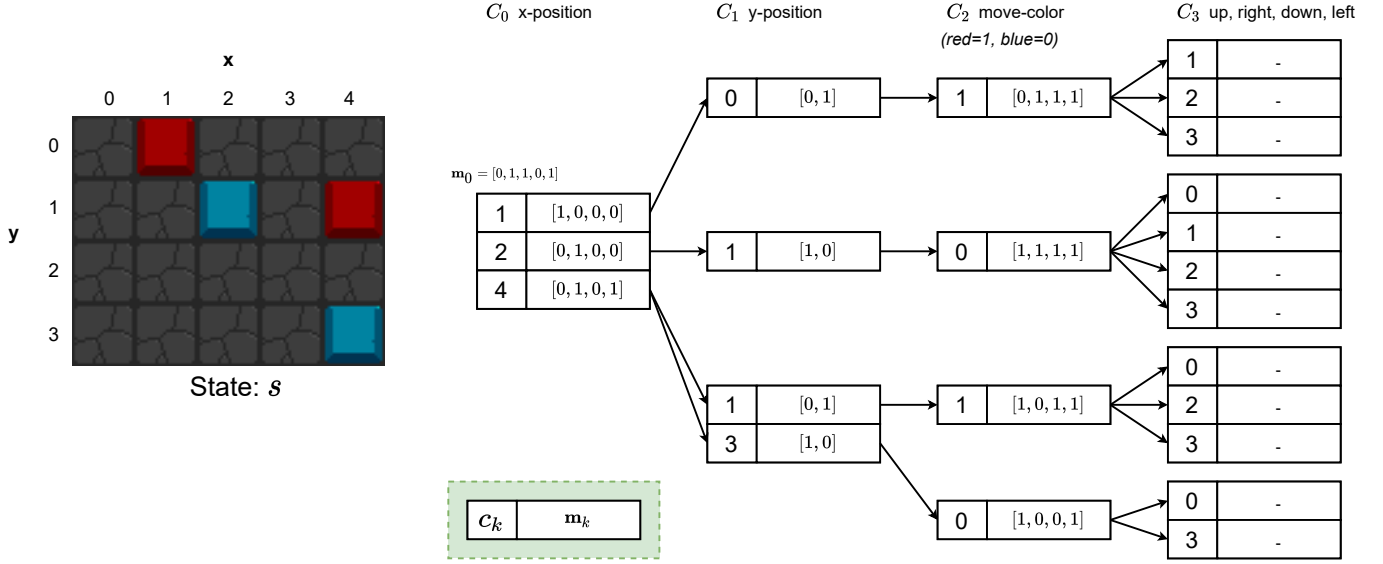 x
0 1 2 3 4
y
0
1
2
3
State: s
C₀ x-position
C₁ y-position
C₂ move-color
(red=1, blue=0)
C₃ up, right, down, left
m₀ = [0, 1, 1, 0, 1]
1 [1, 0, 0, 0]
2 [0, 1, 0, 0]
4 [0, 1, 0, 1]
0 [0, 1]
1 [1, 0]
1 [0, 1]
3 [1, 0]
1 [0, 1, 1, 1]
0 [1, 1, 1, 1]
1 [1, 0, 1, 1]
0 [1, 0, 0, 1]
1 -
2 -
3 -
0 -
1 -
2 -
3 -
0 -
2 -
3 -
0 -
3 -
cₖ mₖ